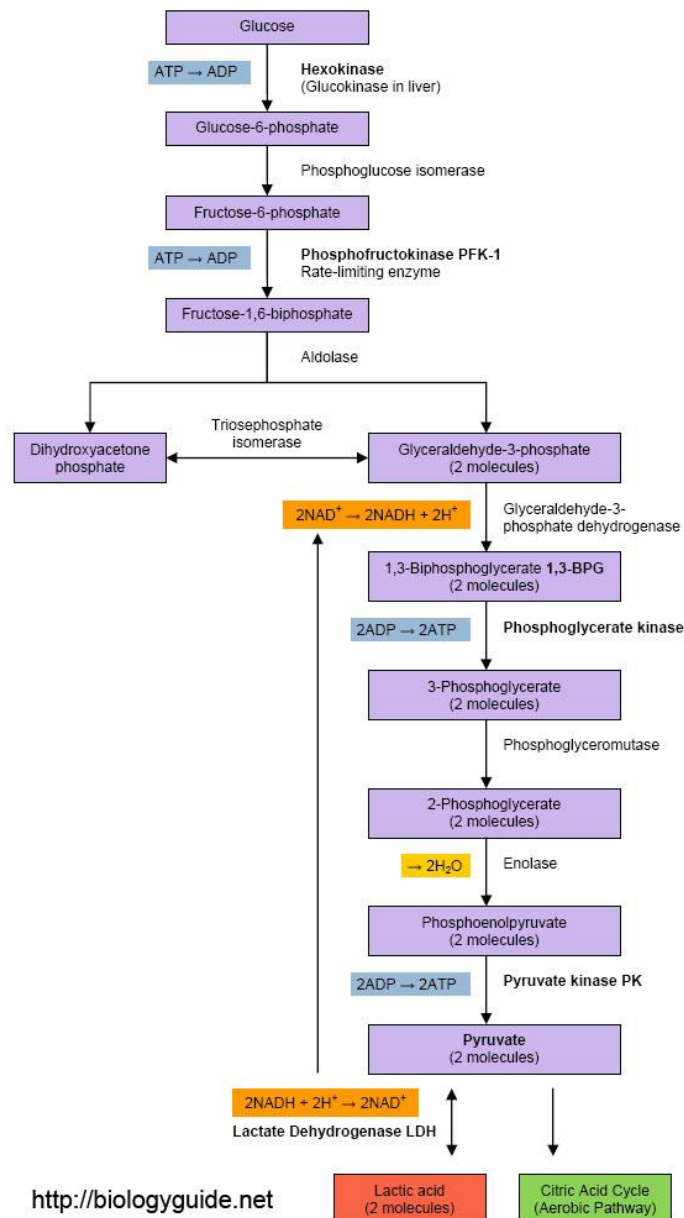 Glucose
ATP → ADP
Hexokinase
(Glucokinase in liver)
Glucose-6-phosphate
Phosphoglucose isomerase
Fructose-6-phosphate
ATP → ADP
Phosphofructokinase PFK-1
Rate-limiting enzyme
Fructose-1,6-biphosphate
Aldolase
Dihydroxyacetone
phosphate
Triosephosphate
isomerase
Glyceraldehyde-3-phosphate
(2 molecules)
2NAD⁺ → 2NADH + 2H⁺
Glyceraldehyde-3-
phosphate dehydrogenase
1,3-Biphosphoglycerate 1,3-BPG
(2 molecules)
2ADP → 2ATP
Phosphoglycerate kinase
3-Phosphoglycerate
(2 molecules)
Phosphoglyceromutase
2-Phosphoglycerate
(2 molecules)
→ 2H₂O
Enolase
Phosphoenolpyruvate
(2 molecules)
2ADP → 2ATP
Pyruvate kinase PK
Pyruvate
(2 molecules)
2NADH + 2H⁺ → 2NAD⁺
Lactate Dehydrogenase LDH
Lactic acid
(2 molecules)
Citric Acid Cycle
(Aerobic Pathway)
http://biologyguide.net